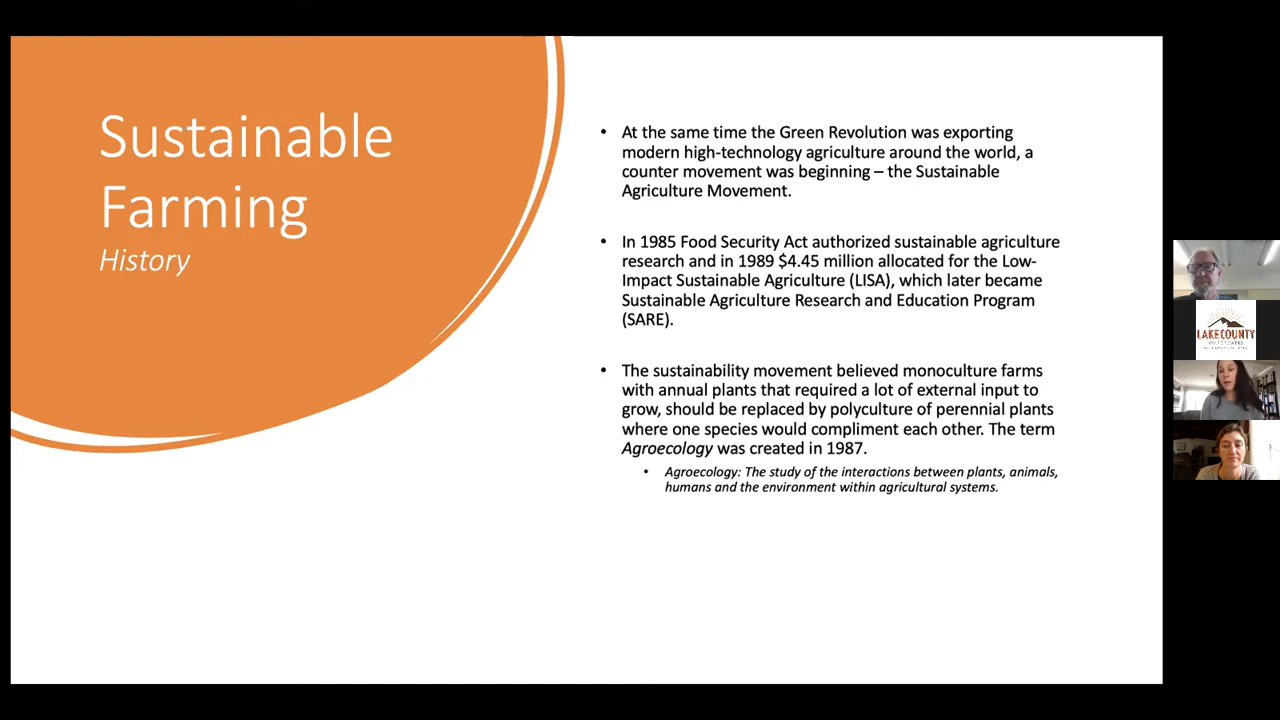 Sustainable
Farming
History
• At the same time the Green Revolution was exporting
modern high-technology agriculture around the world, a
counter movement was beginning – the Sustainable
Agriculture Movement.
• In 1985 Food Security Act authorized sustainable agriculture
research and in 1989 $4.45 million allocated for the Low-
Impact Sustainable Agriculture (LISA), which later became
Sustainable Agriculture Research and Education Program
(SARE).
• The sustainability movement believed monoculture farms
with annual plants that required a lot of external input to
grow, should be replaced by polyculture of perennial plants
where one species would compliment each other. The term
Agroecology was created in 1987.
• Agroecology: The study of the interactions between plants, animals,
humans and the environment within agricultural systems.
LAKE COUNTY